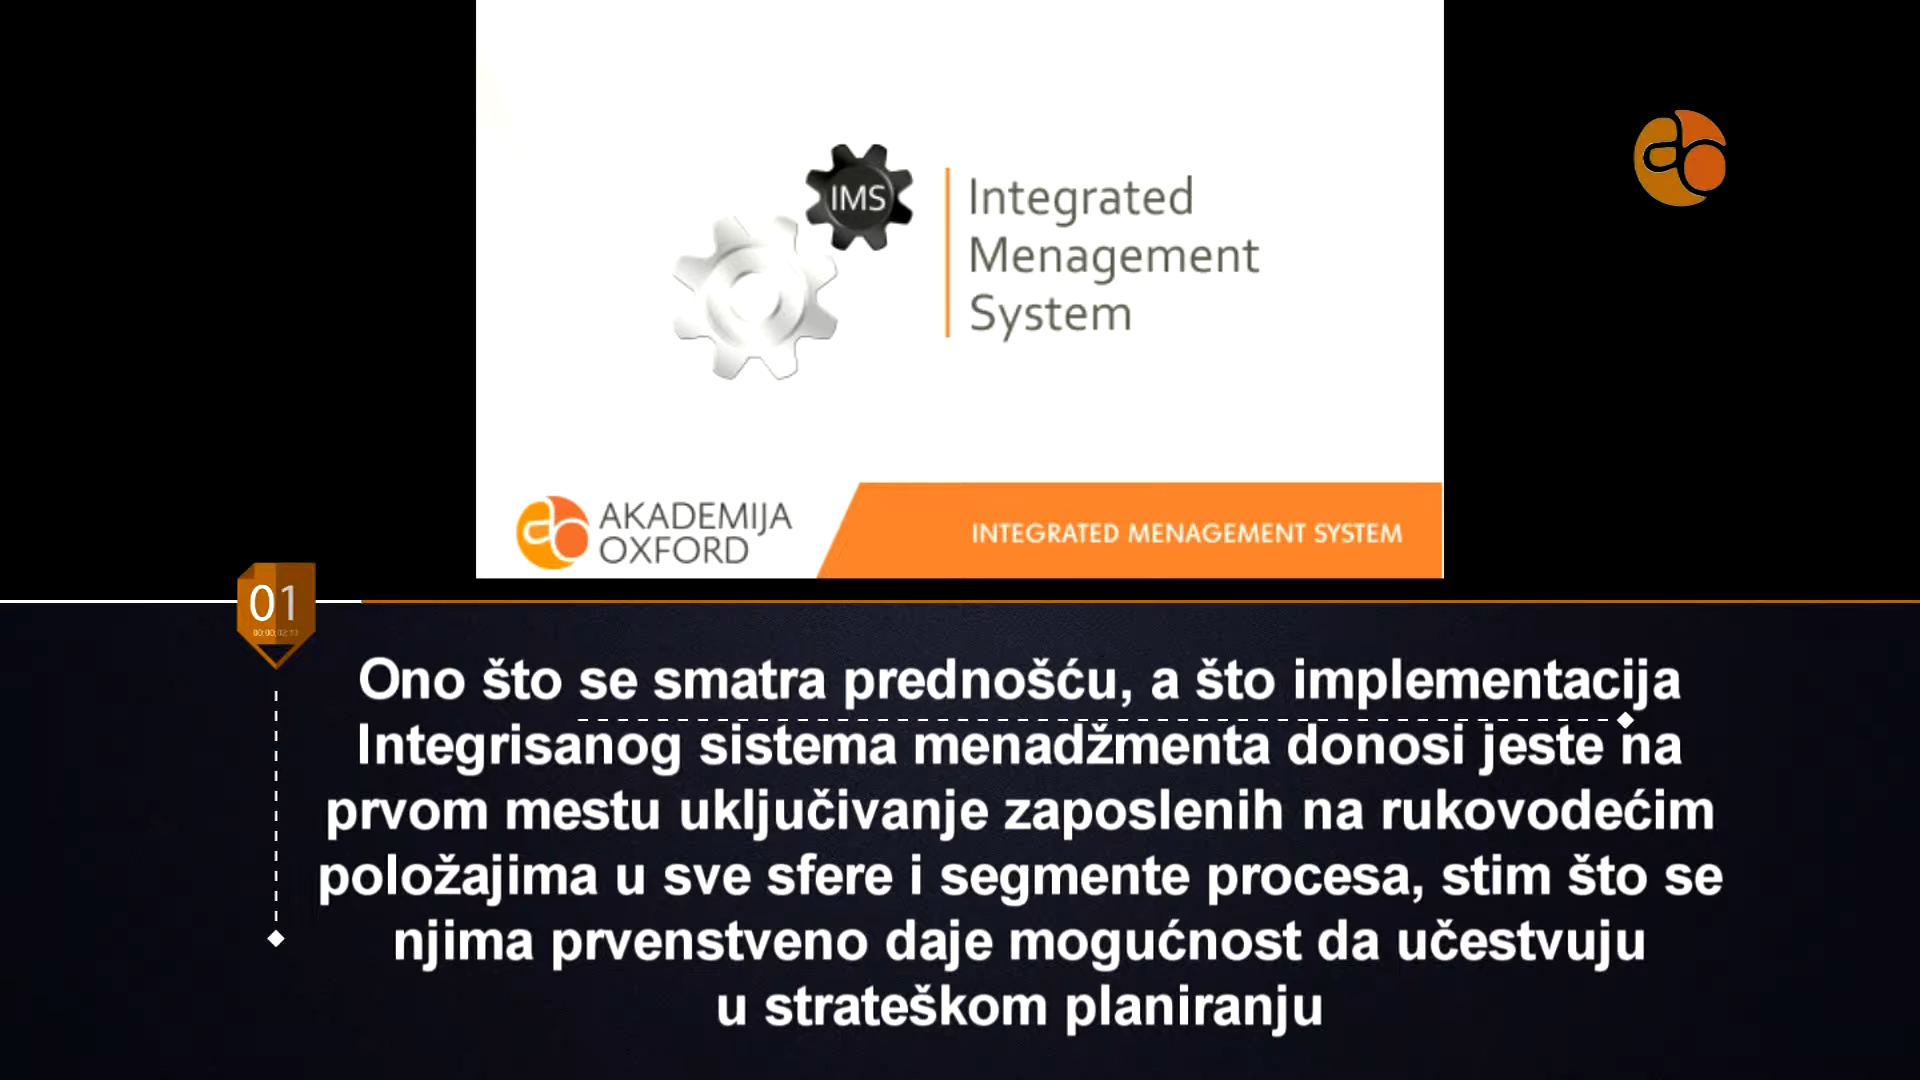 IMS
Integrated
Menagement
System
AKADEMIJA
OXFORD
INTEGRATED MENAGEMENT SYSTEM
01
Ono što se smatra prednošću, a što implementacija
Integrisanog sistema menadžmenta donosi jeste na
prvom mestu uključivanje zaposlenih na rukovodećim
položajima u sve sfere i segmente procesa, stim što se
njima prvenstveno daje mogućnost da učestvuju
u strateškom planiranju